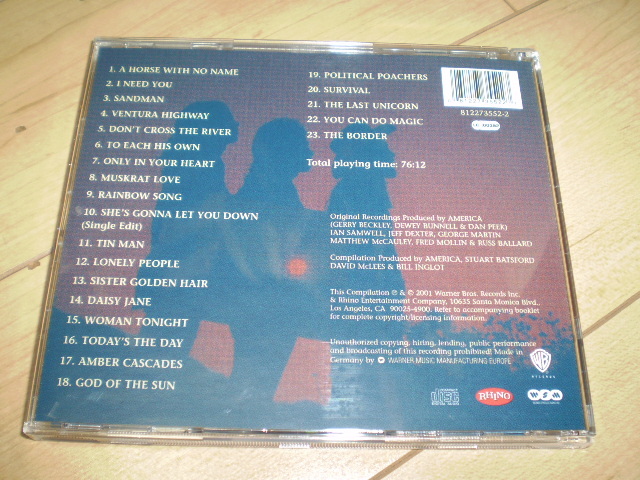 1. A HORSE WITH NO NAME
2. I NEED YOU
3. SANDMAN
4. VENTURA HIGHWAY
5. DON'T CROSS THE RIVER
6. TO EACH HIS OWN
7. ONLY IN YOUR HEART
8. MUSKRAT LOVE
9. RAINBOW SONG
10. SHE'S GONNA LET YOU DOWN
(Single Edit)
11. TIN MAN
12. LONELY PEOPLE
13. SISTER GOLDEN HAIR
14. DAISY JANE
15. WOMAN TONIGHT
16. TODAY'S THE DAY
17. AMBER CASCADES
18. GOD OF THE SUN
19. POLITICAL POACHERS
20. SURVIVAL
21. THE LAST UNICORN
22. YOU CAN DO MAGIC
23. THE BORDER
Total playing time: 76:12
812273552-2
Original Recordings Produced by AMERICA
(GERRY BECKLEY, DEWEY BUNNELL & DAN PEEK)
IAN SAMWELL, JEFF DEXTER, GEORGE MARTIN
MATTHEW McCAULEY, FRED MOLLIN & RUSS BALLARD
Compilation Produced by AMERICA, STUART BATSFORD
DAVID McLEES & BILL INGLOT
This Compilation ℗ & © 2001 Warner Bros. Records Inc.
& Rhino Entertainment Company, 10635 Santa Monica Blvd.,
Los Angeles, CA 90025-4900. Refer to accompanying booklet
for complete copyright/licensing information.
Unauthorized copying, hiring, lending, public performance
and broadcasting of this recording prohibited! Made in
Germany by WARNER MUSIC MANUFACTURING EUROPE
WB
COMPACT
disc
DIGITAL AUDIO
RHINO
WSM